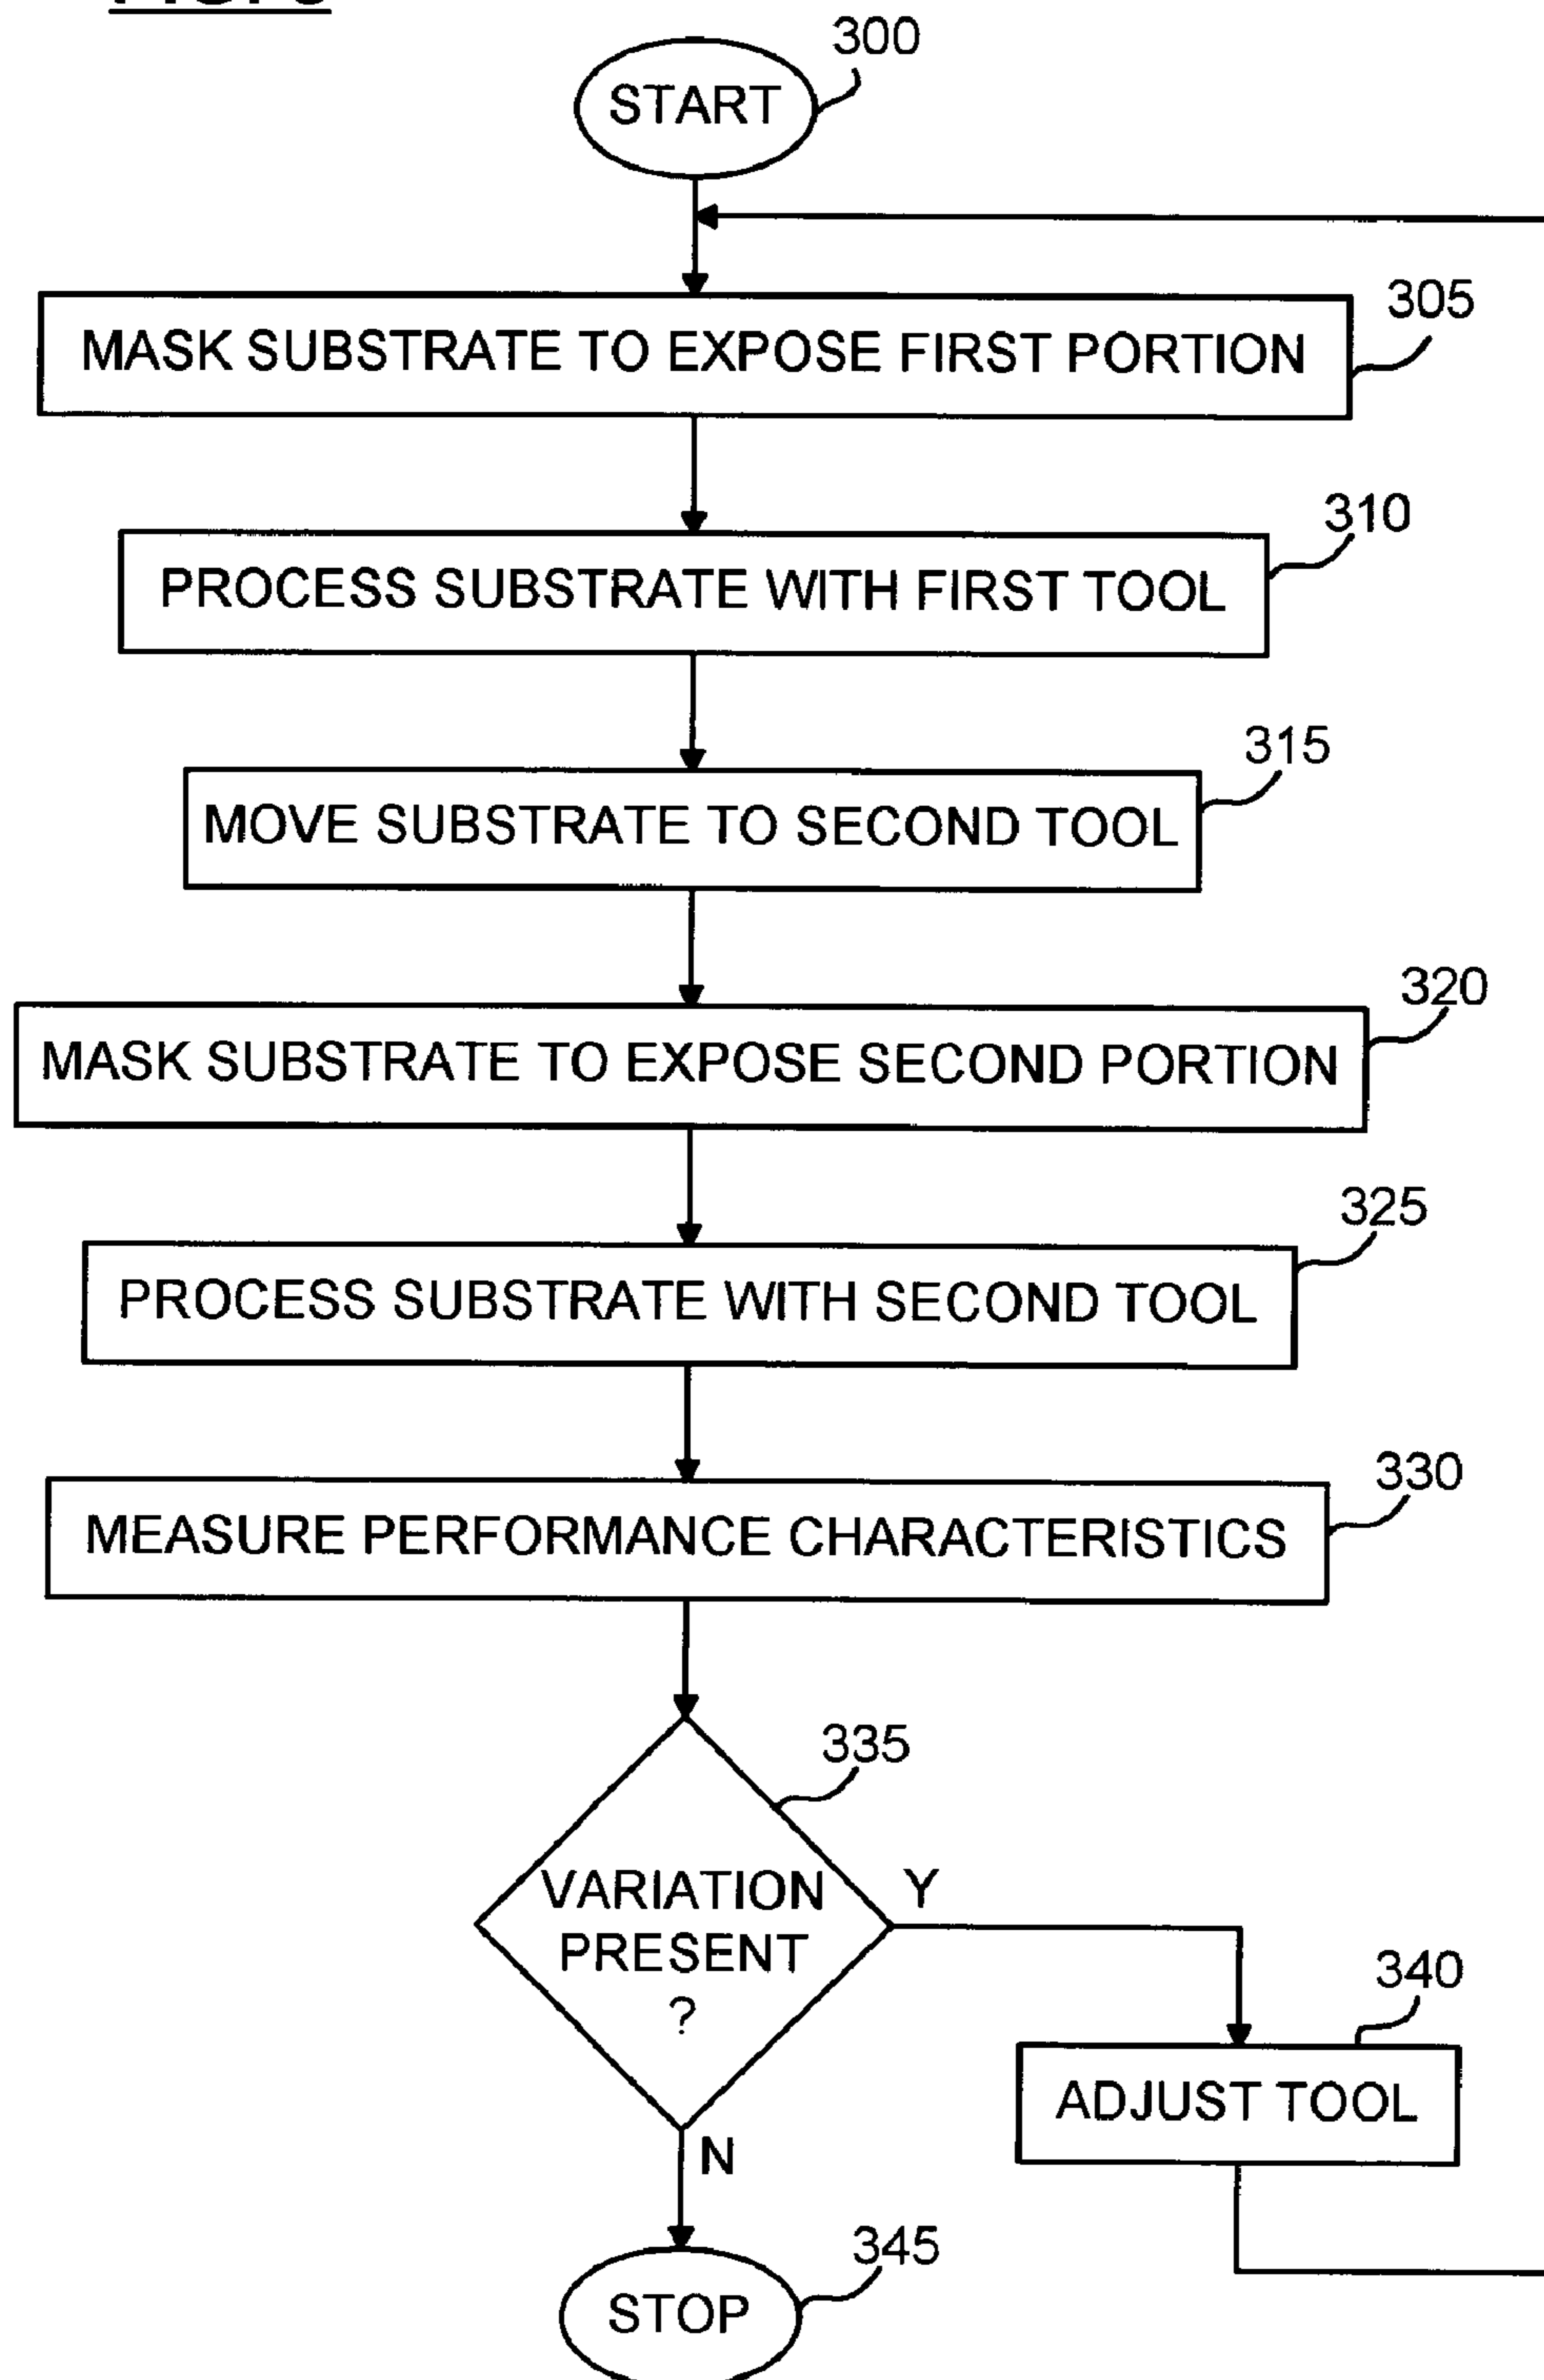 START
300
MASK SUBSTRATE TO EXPOSE FIRST PORTION
305
PROCESS SUBSTRATE WITH FIRST TOOL
310
MOVE SUBSTRATE TO SECOND TOOL
315
MASK SUBSTRATE TO EXPOSE SECOND PORTION
320
PROCESS SUBSTRATE WITH SECOND TOOL
325
MEASURE PERFORMANCE CHARACTERISTICS
330
335
VARIATION
PRESENT
?
Y
340
ADJUST TOOL
N
345
STOP